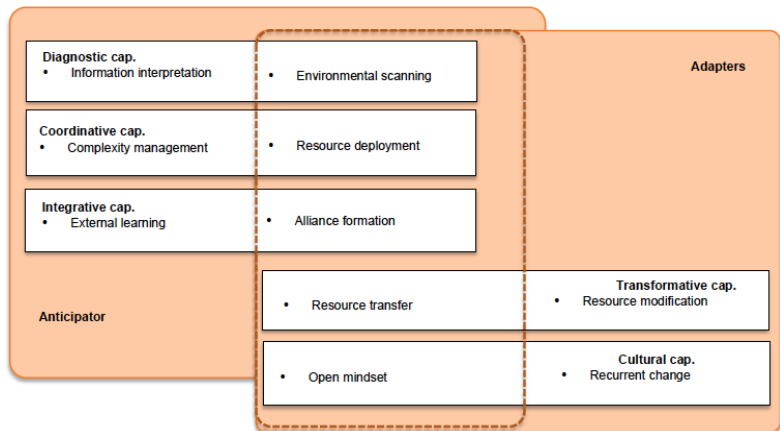 Diagnostic cap.
• Information interpretation
• Environmental scanning
Adapters
Coordinative cap.
• Complexity management
• Resource deployment
Integrative cap.
• External learning
• Alliance formation
Transformative cap.
• Resource transfer
• Resource modification
Anticipator
Cultural cap.
• Open mindset
• Recurrent change